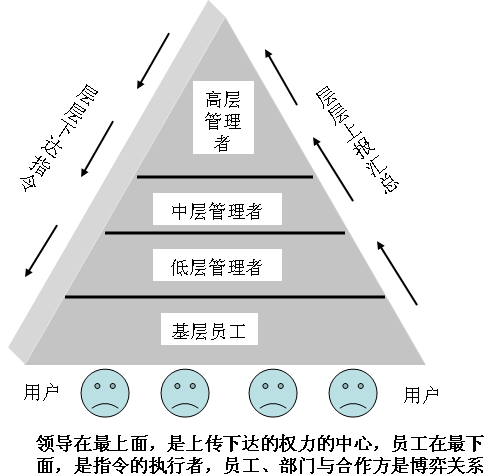 层层下达指令
层层上报汇总
高层
管理
者
中层管理者
低层管理者
基层员工
用户
用户
领导在最上面，是上传下达的权力的中心，员工在最下
面，是指令的执行者，员工、部门与合作方是博弈关系